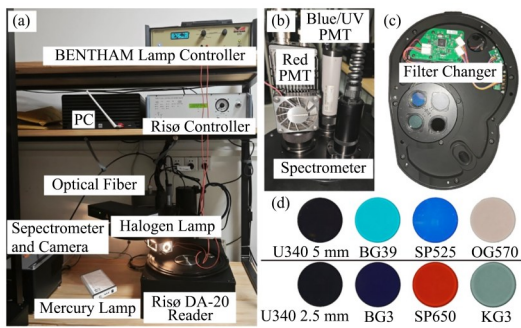 (a)
BENTHAM Lamp Controller
PC
Risø Controller
Optical Fiber
Sepectrometer
and Camera
Halogen Lamp
Mercury Lamp
Risø DA-20
Reader
(b)
Blue/UV
PMT
Red
PMT
Spectrometer
(c)
Filter Changer
(d)
U340 5 mm BG39 SP525 OG570
U340 2.5 mm BG3 SP650 KG3